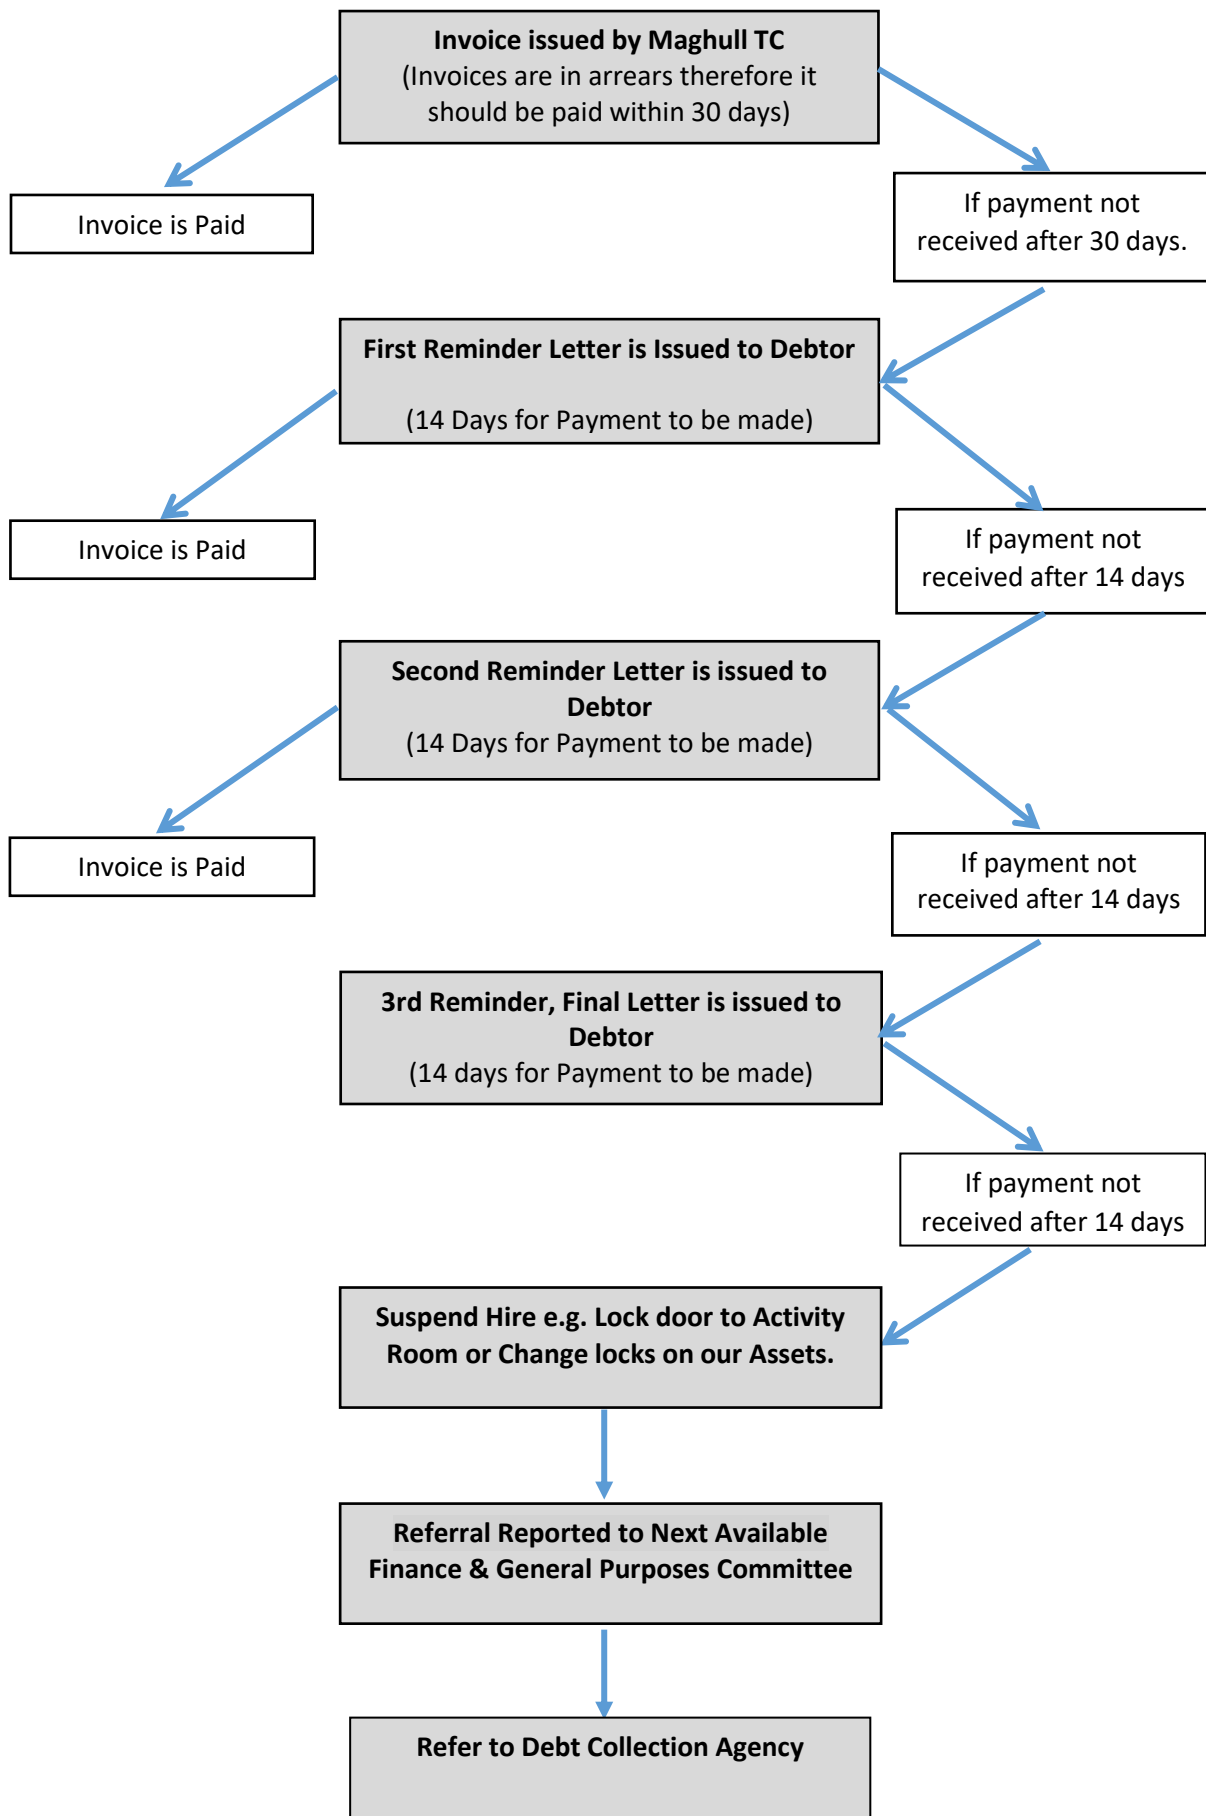 Invoice issued by Maghull TC
(Invoices are in arrears therefore it
should be paid within 30 days)
Invoice is Paid
If payment not
received after 30 days.
First Reminder Letter is Issued to Debtor
(14 Days for Payment to be made)
Invoice is Paid
If payment not
received after 14 days
Second Reminder Letter is issued to
Debtor
(14 Days for Payment to be made)
Invoice is Paid
If payment not
received after 14 days
3rd Reminder, Final Letter is issued to
Debtor
(14 days for Payment to be made)
If payment not
received after 14 days
Suspend Hire e.g. Lock door to Activity
Room or Change locks on our Assets.
Referral Reported to Next Available
Finance & General Purposes Committee
Refer to Debt Collection Agency